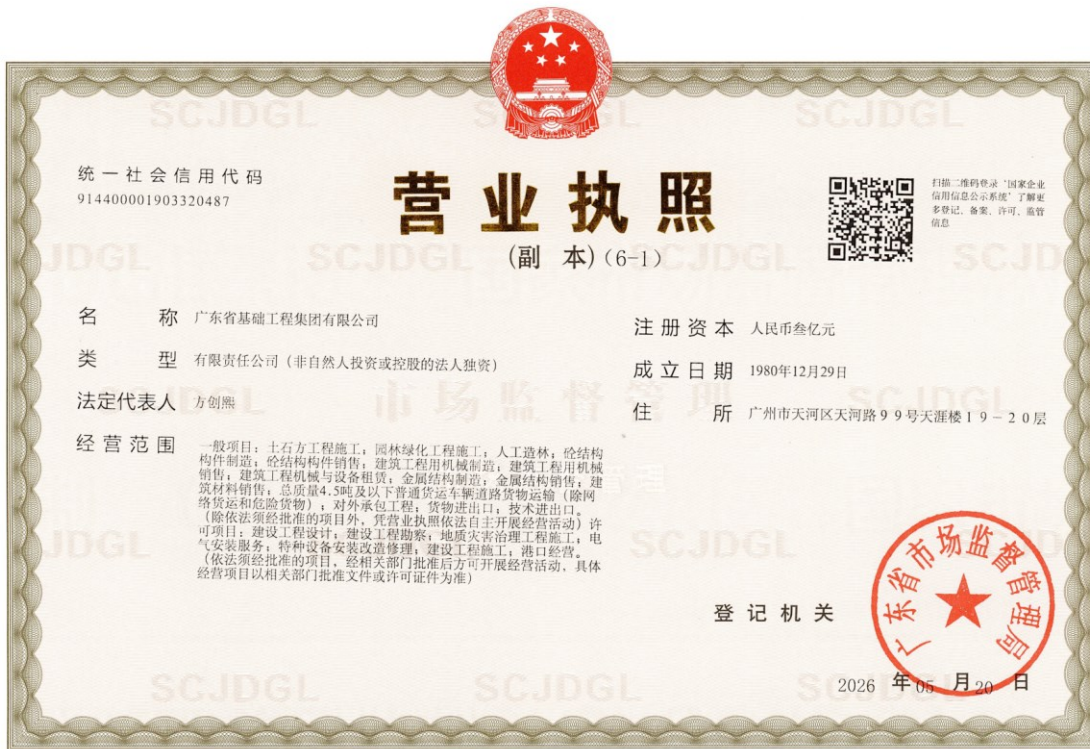 统一社会信用代码
914400001903320487
营业执照
(副 本)(6-1)
扫描二维码登录“国家企业
信用信息公示系统”了解更
多登记、备案、许可、监管
信息
名 称 广东省基础工程集团有限公司
类 型 有限责任公司(非自然人投资或控股的法人独资)
法定代表人 方创熙
经营范围 一般项目:土石方工程施工;园林绿化工程施工;人工造林;砼结构
构件制造;砼结构构件销售;建筑工程用机械制造;建筑工程用机械
销售;建筑工程机械与设备租赁;金属结构制造;金属结构销售;建
筑材料销售;总质量4.5吨及以下普通货运车辆道路货物运输(除网
络货运和危险货物);对外承包工程;货物进出口;技术进出口。
(除依法须经批准的项目外,凭营业执照依法自主开展经营活动)许
可项目:建设工程设计;建设工程勘察;地质灾害治理工程施工;电
气安装服务;特种设备安装改造修理;建设工程施工;港口经营。
(依法须经批准的项目,经相关部门批准后方可开展经营活动,具体
经营项目以相关部门批准文件或许可证件为准)
注册资本 人民币叁亿元
成立日期 1980年12月29日
住 所 广州市天河区天河路99号天涯楼19-20层
登记机关
广东省市场监督管理局
2026 年 05 月 20 日
SCJDGL
市场监督管理